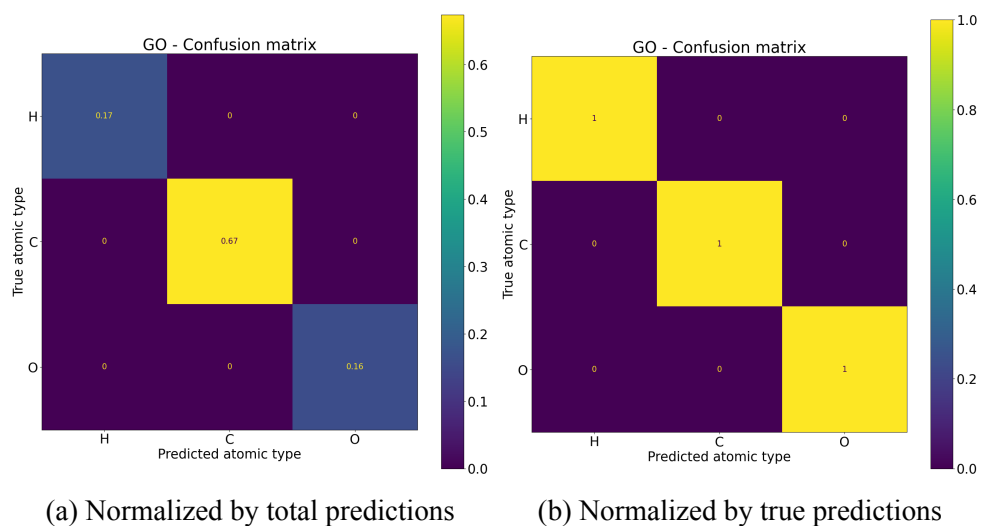 GO - Confusion matrix
H
C
O
True atomic type
0.17
0
0
0
0.67
0
0
0
0.16
H
C
O
Predicted atomic type
0.6
0.5
0.4
0.3
0.2
0.1
0.0
(a) Normalized by total predictions
GO - Confusion matrix
H
C
O
True atomic type
1
0
0
0
1
0
0
0
1
H
C
O
Predicted atomic type
1.0
0.8
0.6
0.4
0.2
0.0
(b) Normalized by true predictions